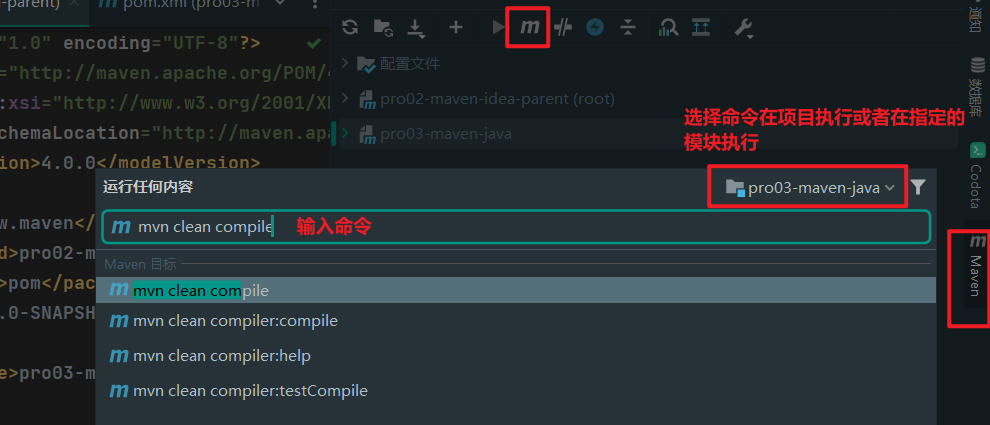 -parent)
pom.xml (pro03-m
"1.0" encoding="UTF-8"?>
="http://maven.apache.org/POM/4
:xsi="http://www.w3.org/2001/XM
chemaLocation="http://maven.apa
ion>4.0.0</modelVersion>
w.maven</
d>pro02-m
>pom</pac
.0-SNAPSH
e>pro03-m
m
配置文件
pro02-maven-idea-parent (root)
pro03-maven-java
选择命令在项目执行或者在指定的
模块执行
通知
数据库
Codota
Maven
运行任何内容
pro03-maven-java
mvn clean compile
输入命令
Maven 目标
mvn clean compile
mvn clean compiler:compile
mvn clean compiler:help
mvn clean compiler:testCompile